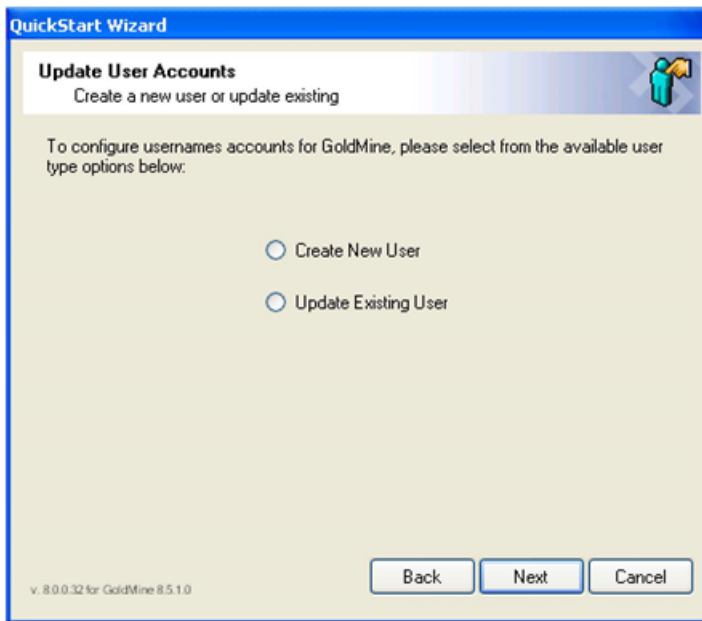 QuickStart Wizard
Update User Accounts
Create a new user or update existing
To configure usernames accounts for GoldMine, please select from the available user
type options below:
Create New User
Update Existing User
v. 8.0.0.32 for GoldMine 8.5.1.0
Back
Next
Cancel